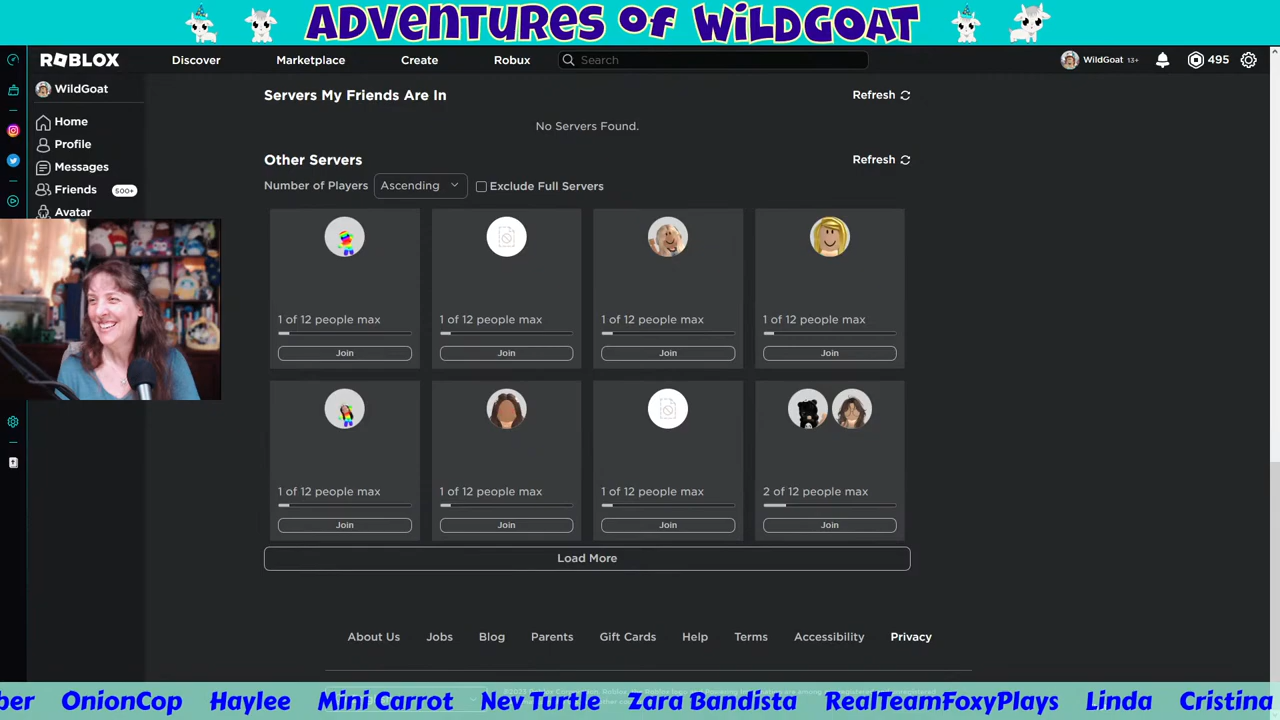 ADVENTURES OF WILDGOAT
ROBLOX
Discover
Marketplace
Create
Robux
Search
WildGoat 13+
495
WildGoat
Home
Profile
Messages
Friends 500+
Avatar
Servers My Friends Are In
Refresh
No Servers Found.
Other Servers
Refresh
Number of Players Ascending Exclude Full Servers
1 of 12 people max
1 of 12 people max
1 of 12 people max
1 of 12 people max
Join
Join
Join
Join
1 of 12 people max
1 of 12 people max
1 of 12 people max
2 of 12 people max
Join
Join
Join
Join
Load More
About Us Jobs Blog Parents Gift Cards Help Terms Accessibility Privacy
ber OnionCop Haylee Mini Carrot Nev Turtle Zara Bandista RealTeamFoxyPlays Linda Cristina